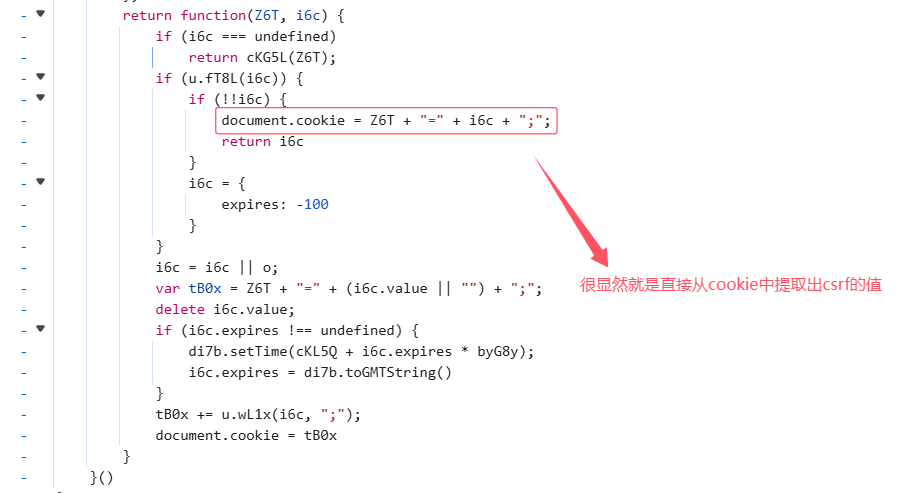 return function(Z6T, i6c) {
if (i6c === undefined)
return cKG5L(Z6T);
if (u.fT8L(i6c)) {
if (!!i6c) {
document.cookie = Z6T + "=" + i6c + ";";
return i6c
}
i6c = {
expires: -100
}
}
i6c = i6c || o;
var tB0x = Z6T + "=" + (i6c.value || "") + ";";
很显然就是直接从cookie中提取出csrf的值
delete i6c.value;
if (i6c.expires !== undefined) {
di7b.setTime(cKL5Q + i6c.expires * byG8y);
i6c.expires = di7b.toGMTString()
}
tB0x += u.wL1x(i6c, ";");
document.cookie = tB0x
}
}()